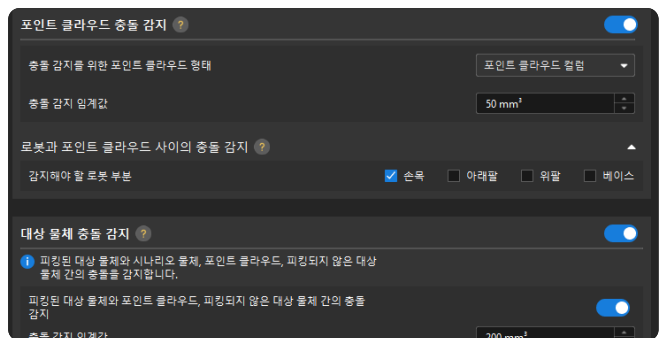 포인트 클라우드 충돌 감지 ?
충돌 감지를 위한 포인트 클라우드 형태 포인트 클라우드 컬럼
충돌 감지 임계값 50 mm³
로봇과 포인트 클라우드 사이의 충돌 감지 ?
감지해야 할 로봇 부분 손목 아래팔 위팔 베이스
대상 물체 충돌 감지 ?
피킹된 대상 물체와 시나리오 물체, 포인트 클라우드, 피킹되지 않은 대상
물체 간의 충돌을 감지합니다.
피킹된 대상 물체와 포인트 클라우드, 피킹되지 않은 대상 물체 간의 충돌
감지
충돌 감지 임계값 200 mm³